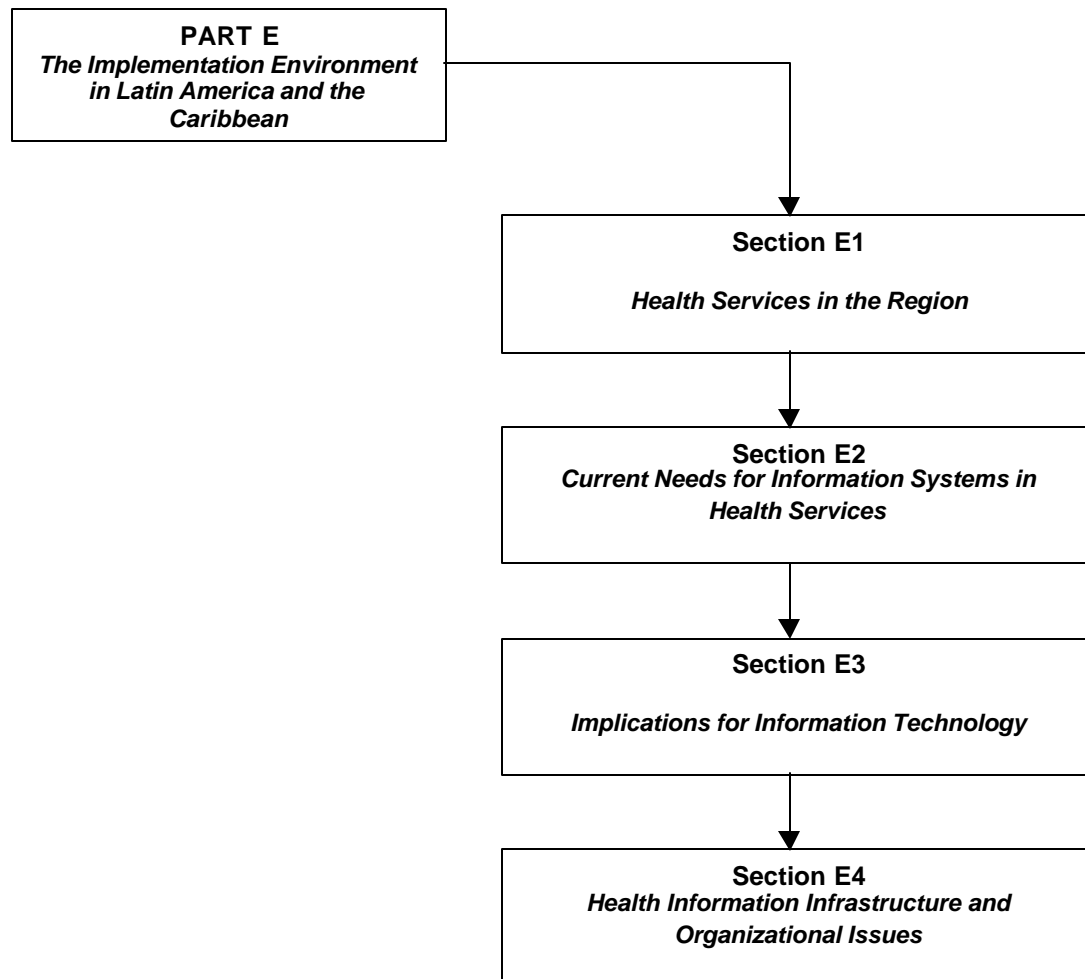 PART E
The Implementation Environment
in Latin America and the
Caribbean
Section E1
Health Services in the Region
Section E2
Current Needs for Information Systems in
Health Services
Section E3
Implications for Information Technology
Section E4
Health Information Infrastructure and
Organizational Issues